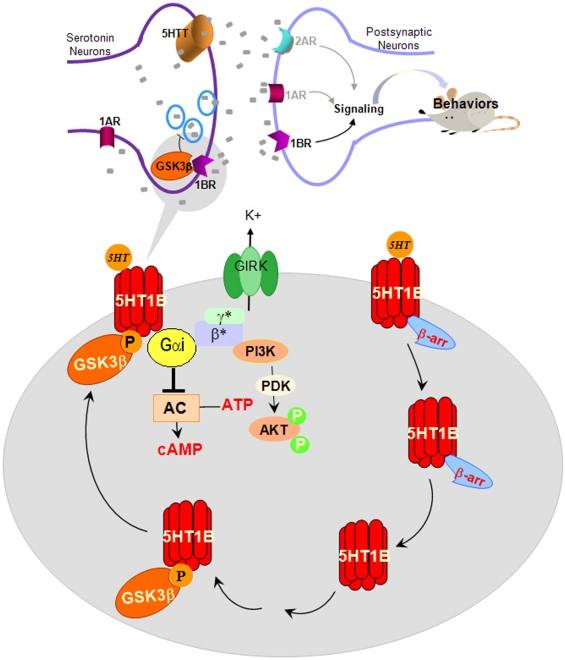 Serotonin
Neurons
5HTT
Postsynaptic
Neurons
2AR
1AR
1AR
Signaling
Behaviors
1BR
GSK3β
1BR
K+
GIRK
5HT
5HT1B
γ*
β*
P
Gαi
GSK3β
PI3K
PDK
AC
ATP
AKT
P
P
cAMP
5HT
5HT1B
β-arr
5HT1B
β-arr
5HT1B
5HT1B
P
GSK3β